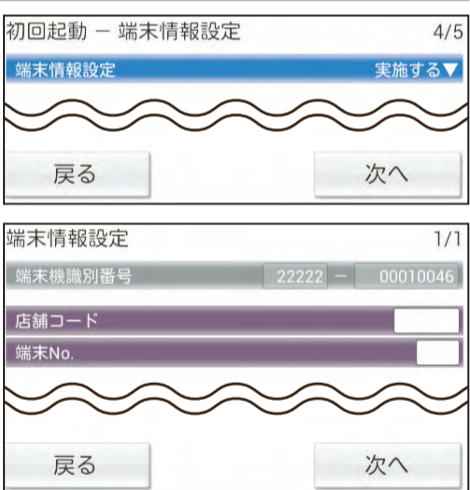 初回起動 － 端末情報設定 4/5
端末情報設定 実施する▼
戻る 次へ
端末情報設定 1/1
端末機識別番号 22222 － 00010046
店舗コード
端末No.
戻る 次へ